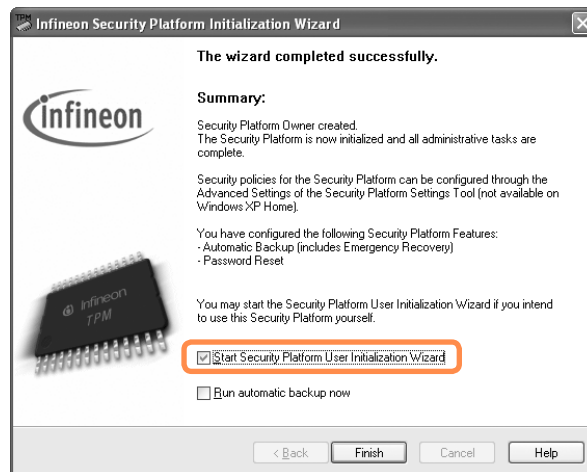 TPM Infineon Security Platform Initialization Wizard
The wizard completed successfully.
Infineon
Summary:
Security Platform Owner created.
The Security Platform is now initialized and all administrative tasks are
complete.
Security policies for the Security Platform can be configured through the
Advanced Settings of the Security Platform Settings Tool (not available on
Windows XP Home).
You have configured the following Security Platform Features:
- Automatic Backup (includes Emergency Recovery)
- Password Reset
Infineon
TPM
You may start the Security Platform User Initialization Wizard if you intend
to use this Security Platform yourself.
Start Security Platform User Initialization Wizard
Run automatic backup now
< Back Finish Cancel Help